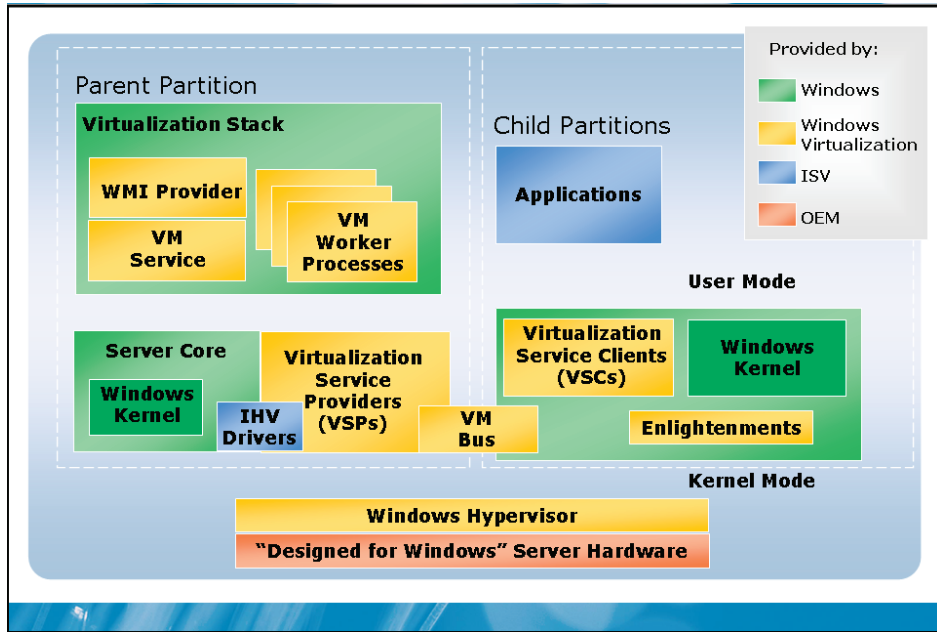 Parent Partition
Virtualization Stack
WMI Provider
VM
Service
VM
Worker
Processes
Child Partitions
Applications
Provided by:
Windows
Windows
Virtualization
ISV
OEM
User Mode
Server Core
Windows
Kernel
IHV
Drivers
Virtualization
Service
Providers
(VSPs)
VM
Bus
Virtualization
Service Clients
(VSCs)
Windows
Kernel
Enlightenments
Kernel Mode
Windows Hypervisor
“Designed for Windows” Server Hardware